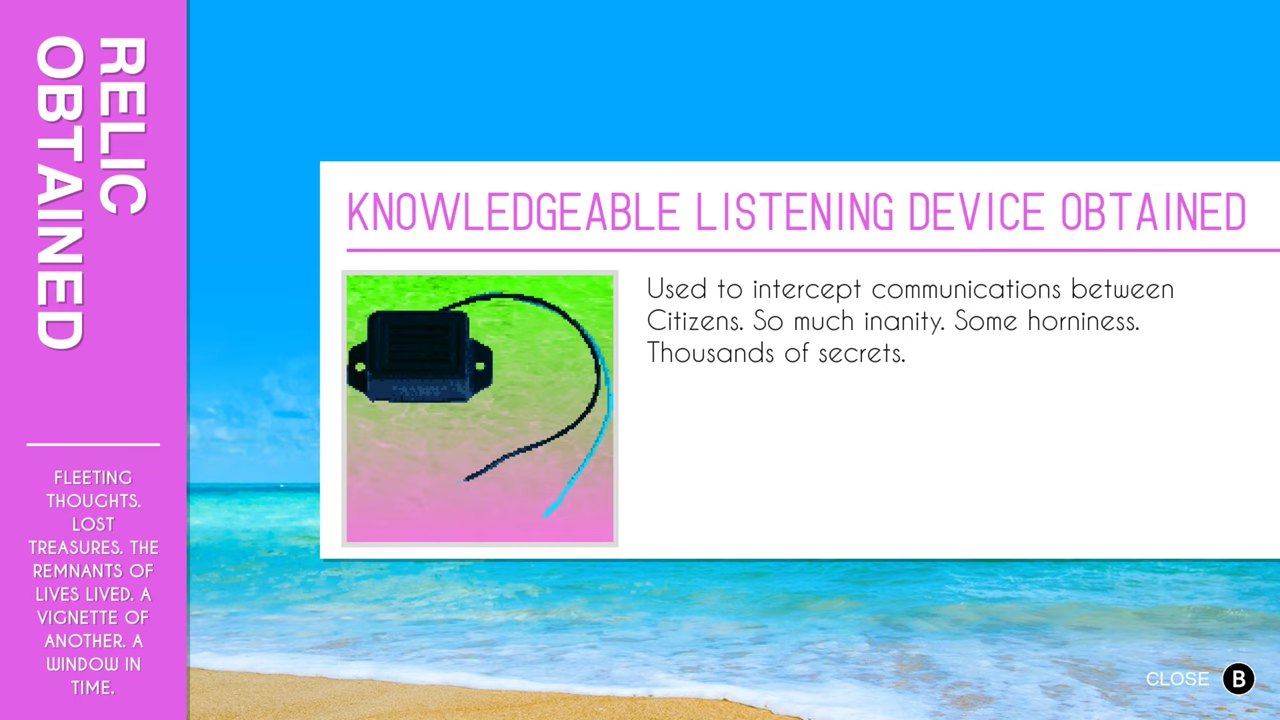 RELIC
OBTAINED
FLEETING
THOUGHTS.
LOST
TREASURES. THE
REMNANTS OF
LIVES LIVED. A
VIGNETTE OF
ANOTHER. A
WINDOW IN
TIME.
KNOWLEDGEABLE LISTENING DEVICE OBTAINED
Used to intercept communications between
Citizens. So much inanity. Some horniness.
Thousands of secrets.
CLOSE B